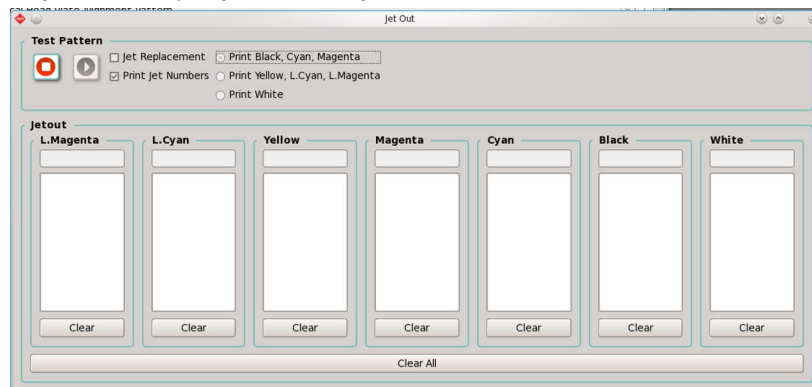 Jet Out
Test Pattern
Jet Replacement
Print Black, Cyan, Magenta
Print Jet Numbers
Print Yellow, L.Cyan, L.Magenta
Print White
Jetout
L.Magenta
L.Cyan
Yellow
Magenta
Cyan
Black
White
Clear
Clear
Clear
Clear
Clear
Clear
Clear
Clear All